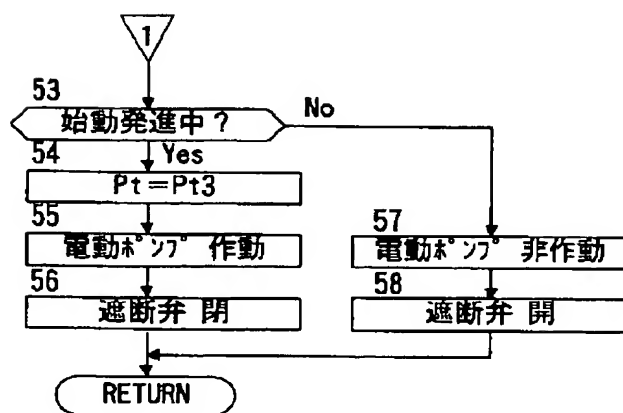 1
53
始動発進中?
No
54
Yes
Pt=Pt3
55
電動ポンプ 作動
57
電動ポンプ 非作動
56
遮断弁 閉
58
遮断弁 開
RETURN